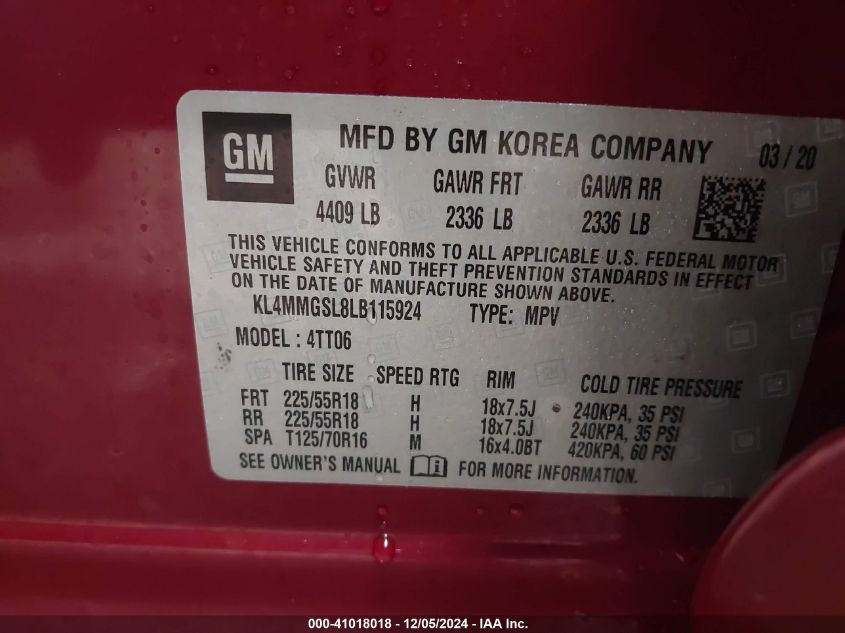 GM
MFD BY GM KOREA COMPANY 03 / 20
GVWR GAWR FRT GAWR RR
4409 LB 2336 LB 2336 LB
THIS VEHICLE CONFORMS TO ALL APPLICABLE U.S. FEDERAL MOTOR
VEHICLE SAFETY AND THEFT PREVENTION STANDARDS IN EFFECT
ON THE DATE OF MANUFACTURE SHOWN ABOVE.
KL4MMGSL8LB115924 TYPE: MPV
MODEL : 4TT06
TIRE SIZE SPEED RTG RIM COLD TIRE PRESSURE
FRT 225/55R18 H 18x7.5J 240KPA, 35 PSI
RR 225/55R18 H 18x7.5J 240KPA, 35 PSI
SPA T125/70R16 M 16x4.0BT 420KPA, 60 PSI
SEE OWNER'S MANUAL i FOR MORE INFORMATION.
000-41018018 - 12/05/2024 - IAA Inc.